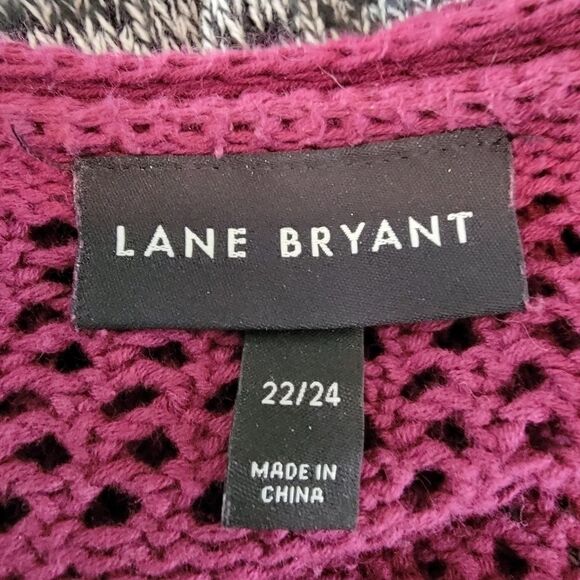 LANE BRYANT
22/24
MADE IN
CHINA